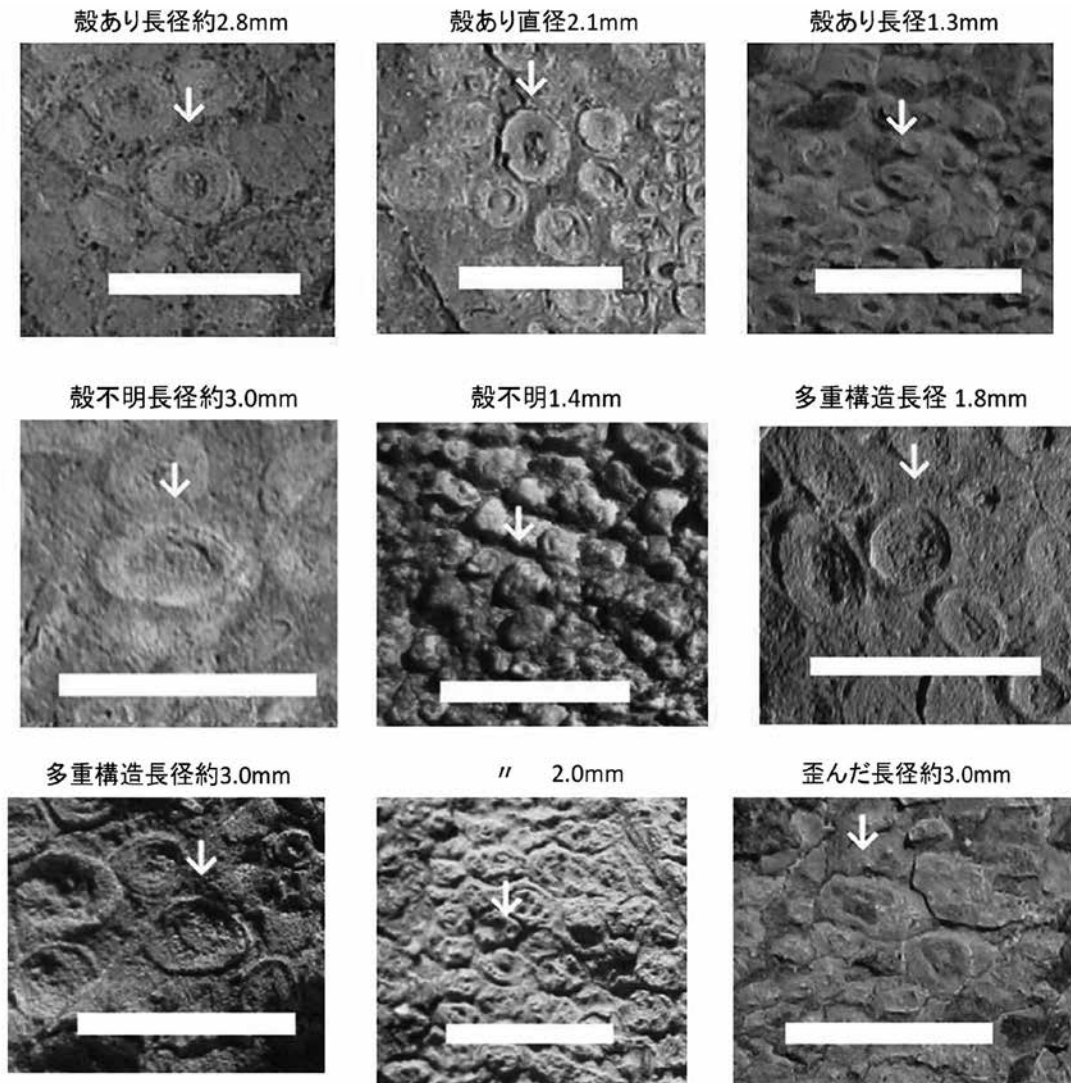 殻あり長径約2.8mm
殻あり直径2.1mm
殻あり長径1.3mm
殻不明長径約3.0mm
殻不明1.4mm
多重構造長径 1.8mm
多重構造長径約3.0mm
〃 2.0mm
歪んだ長径約3.0mm